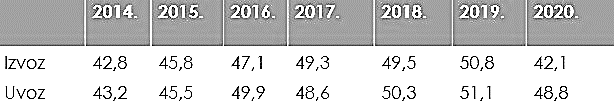 2014. 2015. 2016. 2017. 2018. 2019. 2020.
Izvoz 42,8 45,8 47,1 49,3 49,5 50,8 42,1
Uvoz 43,2 45,5 49,9 48,6 50,3 51,1 48,8